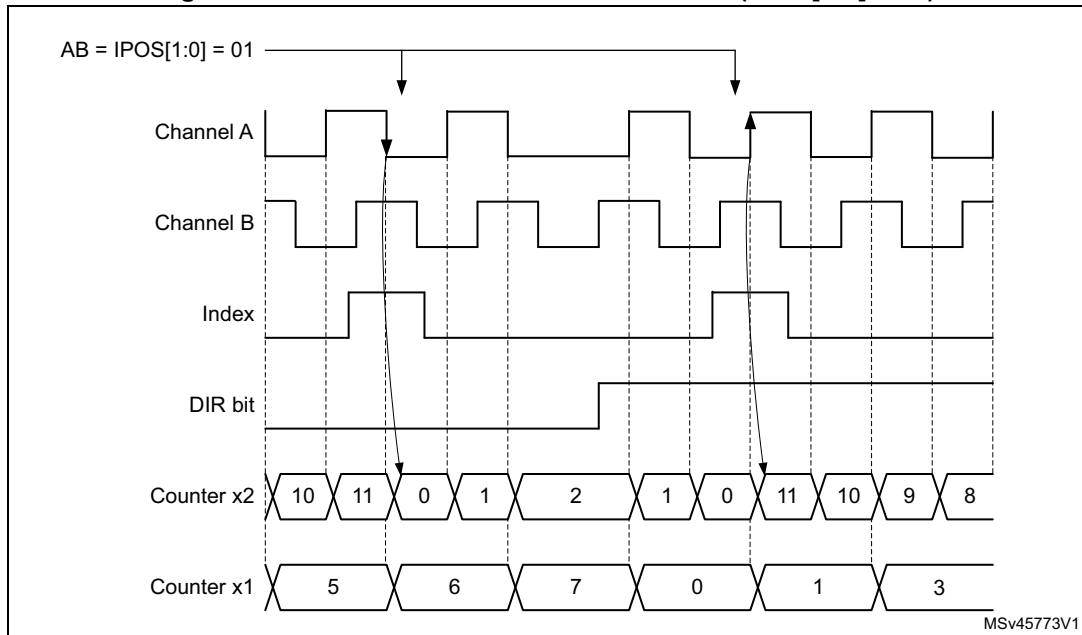 AB = IPOS[1:0] = 01
Channel A
Channel B
Index
DIR bit
Counter x2 10 11 0 1 2 1 0 11 10 9 8
Counter x1 5 6 7 0 1 3
MSv45773V1